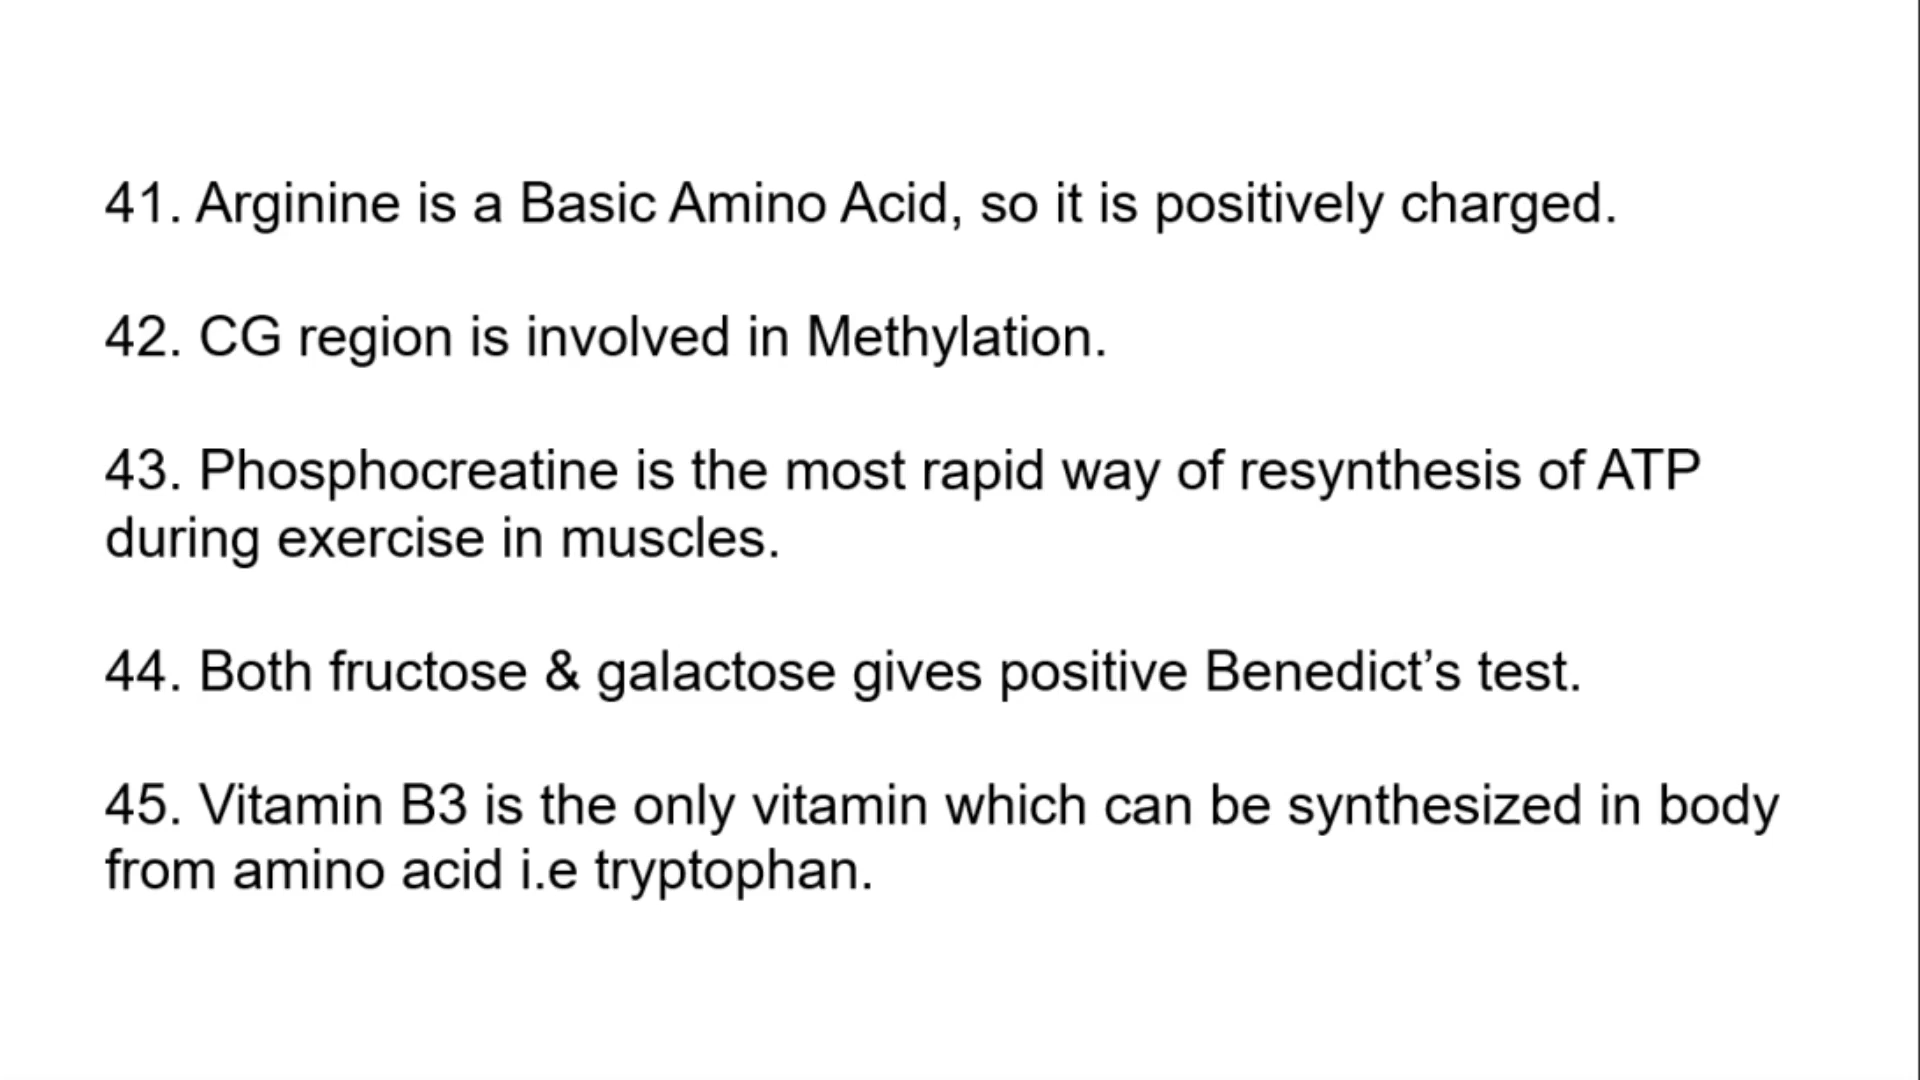 41. Arginine is a Basic Amino Acid, so it is positively charged.
42. CG region is involved in Methylation.
43. Phosphocreatine is the most rapid way of resynthesis of ATP
during exercise in muscles.
44. Both fructose & galactose gives positive Benedict’s test.
45. Vitamin B3 is the only vitamin which can be synthesized in body
from amino acid i.e tryptophan.